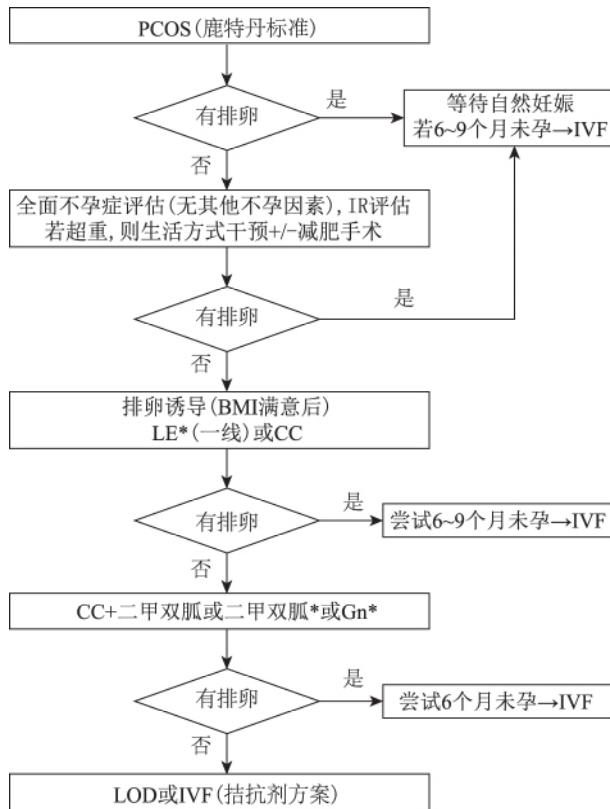 PCOS(鹿特丹标准)
有排卵
是
等待自然妊娠
若6~9个月未孕→IVF
否
全面不孕症评估(无其他不孕因素),IR评估
若超重,则生活方式干预+/-减肥手术
有排卵
是
否
排卵诱导(BMI满意后)
LE*(一线)或CC
有排卵
是
尝试6~9个月未孕→IVF
否
CC+二甲双胍或二甲双胍*或Gn*
有排卵
是
尝试6个月未孕→IVF
否
LOD或IVF(拮抗剂方案)